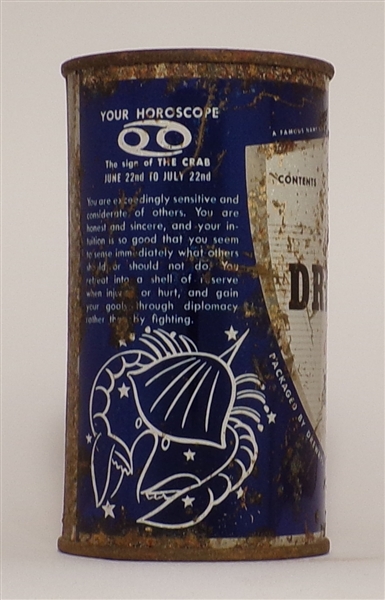 YOUR HOROSCOPE
The sign of THE CRAB
JUNE 22nd TO JULY 22nd
You are exceedingly sensitive and
considerate of others. You are
honest and sincere, and your in-
tuition is so good that you seem
to sense immediately what others
should or should not do. You
retreat into a shell of reserve
when injured or hurt, and gain
your goals through diplomacy
rather than by fighting.
A FAMOUS
CONTENTS
DR
PACKAGED BY